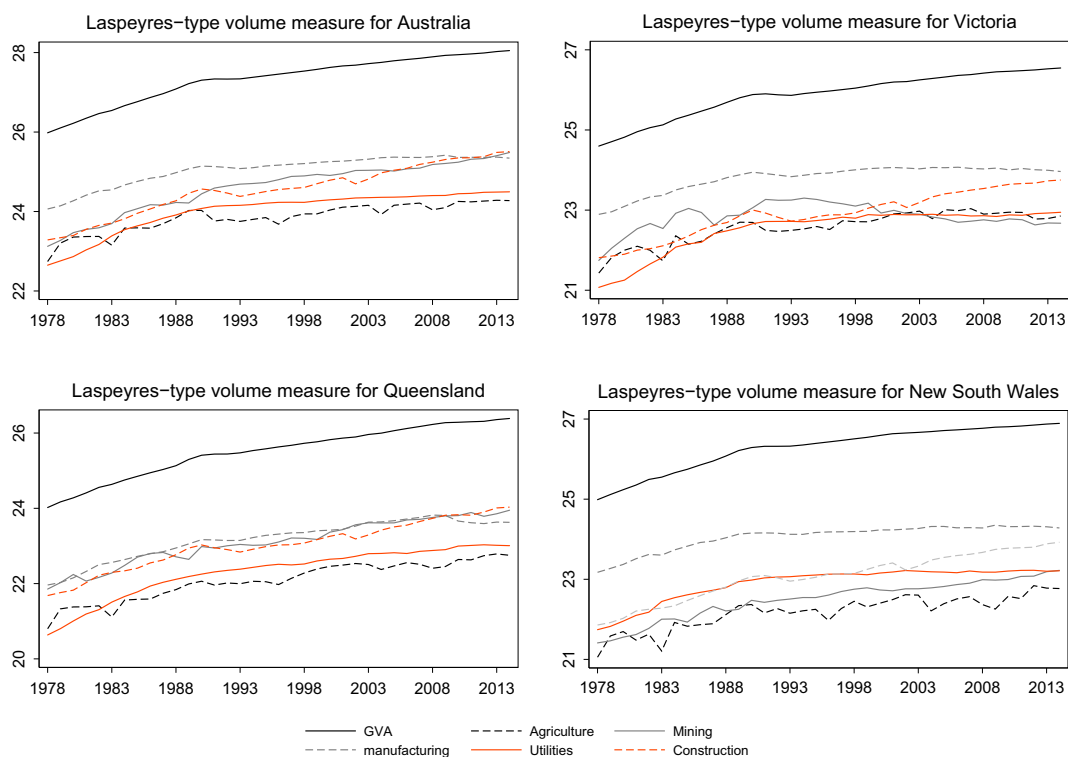 Laspeyres-type volume measure for Australia
28
26
24
22
1978 1983 1988 1993 1998 2003 2008 2013
Laspeyres-type volume measure for Victoria
27
25
23
21
1978 1983 1988 1993 1998 2003 2008 2013
Laspeyres-type volume measure for Queensland
26
24
22
20
1978 1983 1988 1993 1998 2003 2008 2013
Laspeyres-type volume measure for New South Wales
27
25
23
21
1978 1983 1988 1993 1998 2003 2008 2013
GVA Agriculture Mining
manufacturing Utilities Construction